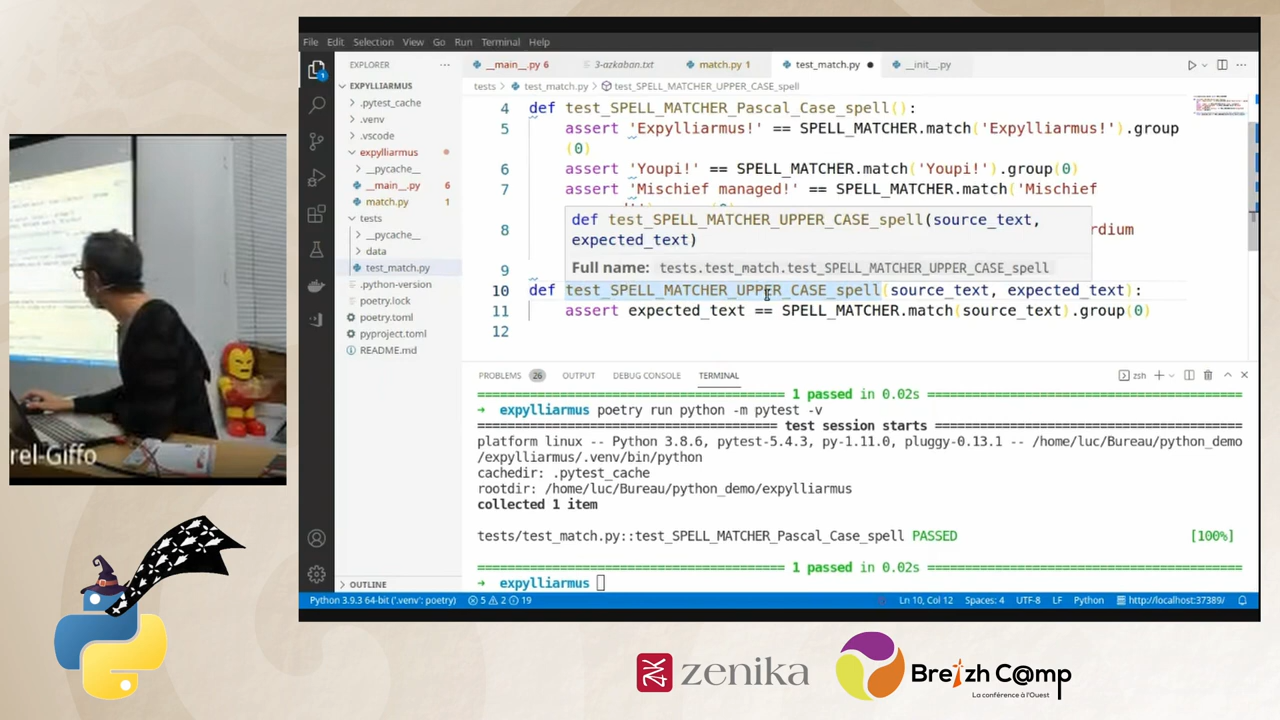 File Edit Selection View Go Run Terminal Help
EXPLORER ···
__main__.py 6
3-azkaban.txt
match.py 1
test_match.py
__init__.py
EXPYLLIARMUS
.pytest_cache
.venv
.vscode
expylliarmus
__pycache__
__main__.py 6
match.py 1
tests
__pycache__
data
test_match.py
.python-version
poetry.lock
poetry.toml
pyproject.toml
README.md
OUTLINE
tests > test_match.py > test_SPELL_MATCHER_UPPER_CASE_spell
4 def test_SPELL_MATCHER_Pascal_Case_spell():
5 assert 'Expylliarmus!' == SPELL_MATCHER.match('Expylliarmus!').group
(0)
6 assert 'Youpi!' == SPELL_MATCHER.match('Youpi!').group(0)
7 assert 'Mischief managed!' == SPELL_MATCHER.match('Mischief
def test_SPELL_MATCHER_UPPER_CASE_spell(source_text,
expected_text)
8 rdium
Full name: tests.test_match.test_SPELL_MATCHER_UPPER_CASE_spell
9
10 def test_SPELL_MATCHER_UPPER_CASE_spell(source_text, expected_text):
11 assert expected_text == SPELL_MATCHER.match(source_text).group(0)
12
PROBLEMS 26 OUTPUT DEBUG CONSOLE TERMINAL zsh
============ 1 passed in 0.02s ============
→ expylliarmus poetry run python -m pytest -v
============ test session starts ============
platform linux -- Python 3.8.6, pytest-5.4.3, py-1.11.0, pluggy-0.13.1 -- /home/luc/Bureau/python_demo
/expylliarmus/.venv/bin/python
cachedir: .pytest_cache
rootdir: /home/luc/Bureau/python_demo/expylliarmus
collected 1 item
tests/test_match.py::test_SPELL_MATCHER_Pascal_Case_spell PASSED [100%]
============ 1 passed in 0.02s ============
→ expylliarmus
Python 3.9.3 64-bit ('.venv': poetry) 5 2 19 Ln 10, Col 12 Spaces: 4 UTF-8 LF Python http://localhost:37389/
rel-Giffo
zenika
Breizh C@mp
La conférence à l'Ouest